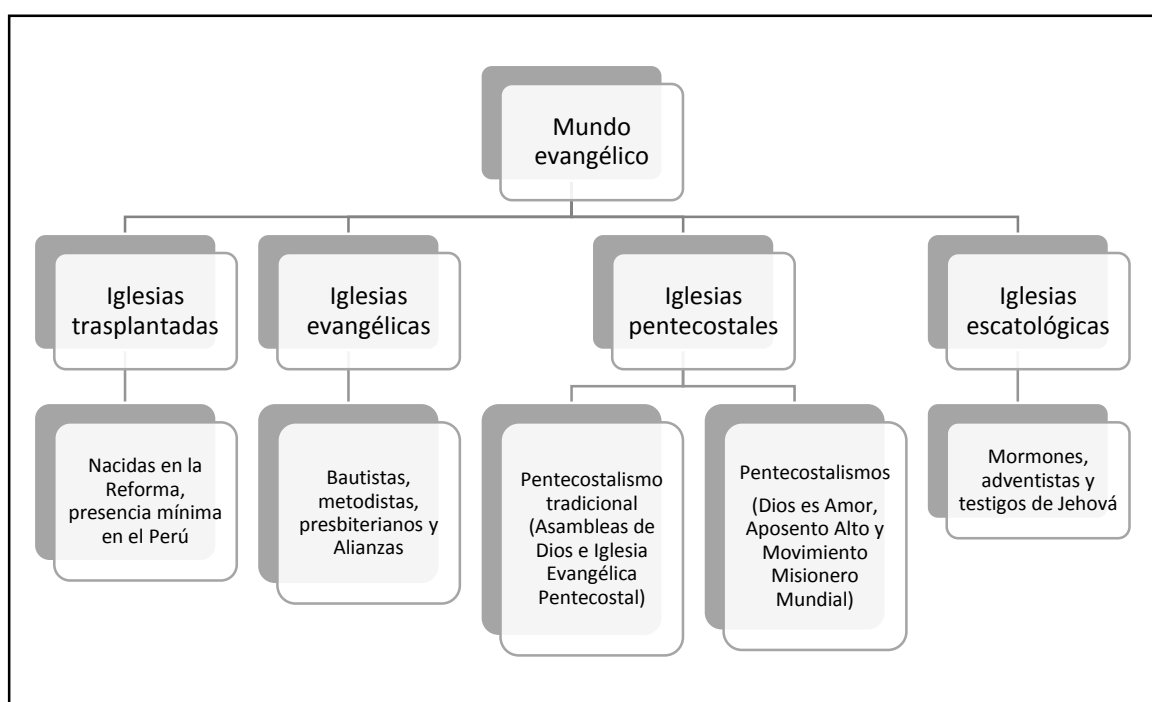 Mundo
evangélico
Iglesias
trasplantadas
Iglesias
evangélicas
Iglesias
pentecostales
Iglesias
escatológicas
Nacidas en la
Reforma,
presencia mínima
en el Perú
Bautistas,
metodistas,
presbiterianos y
Alianzas
Pentecostalismo
tradicional
(Asambleas de
Dios e Iglesia
Evangélica
Pentecostal)
Pentecostalismos
(Dios es Amor,
Aposento Alto y
Movimiento
Misionero
Mundial)
Mormones,
adventistas y
testigos de Jehová